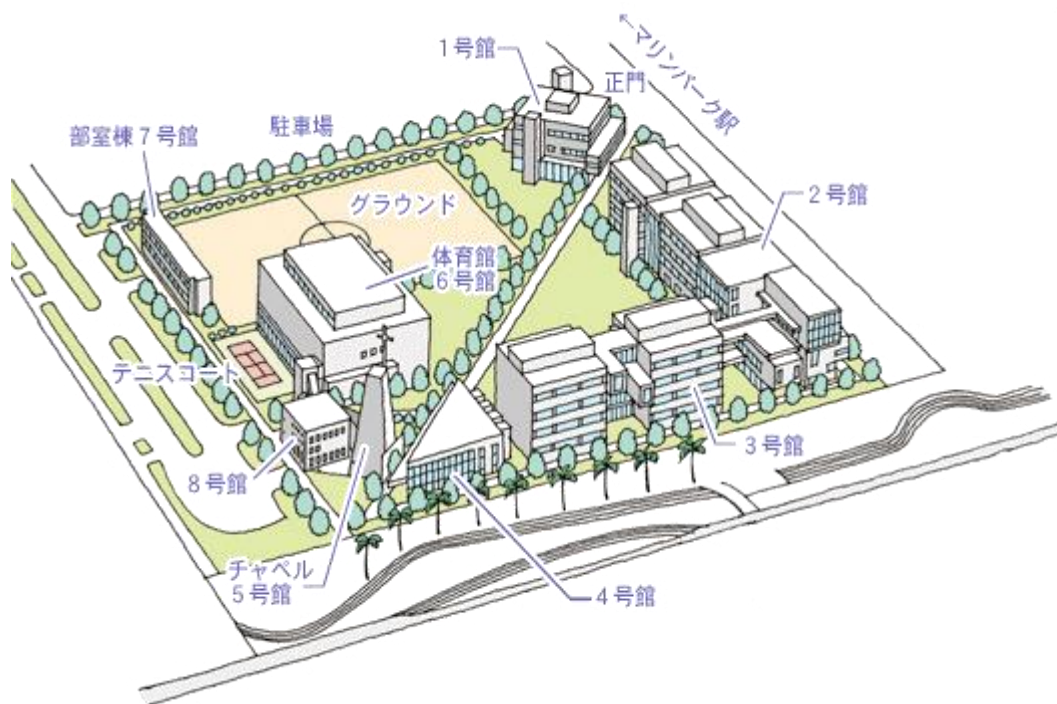 ←マリンパーク駅
1号館
正門
駐車場
部室棟7号館
2号館
グラウンド
体育館
6号館
テニスコート
3号館
8号館
チャペル
5号館
4号館